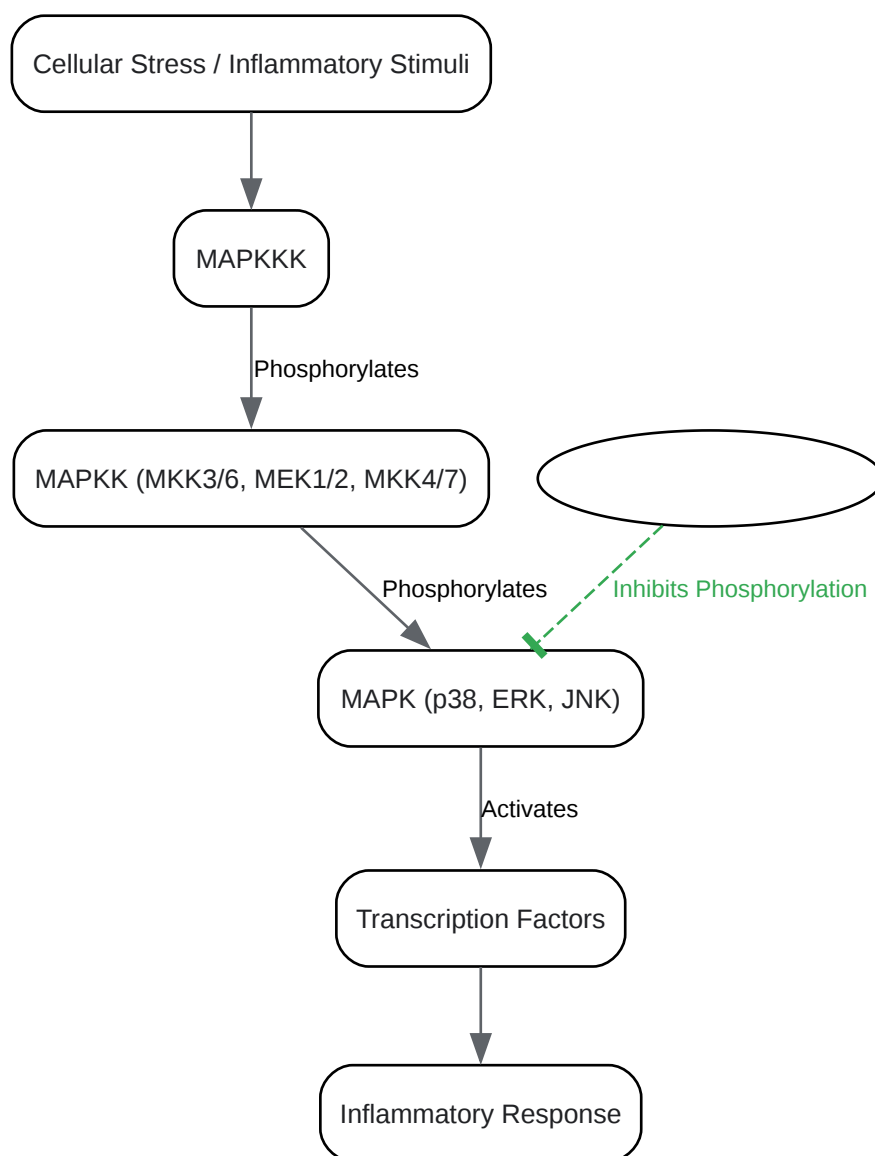 Cellular Stress / Inflammatory Stimuli
MAPKKK
Phosphorylates
MAPKK (MKK3/6, MEK1/2, MKK4/7)
Phosphorylates
Inhibits Phosphorylation
MAPK (p38, ERK, JNK)
Activates
Transcription Factors
Inflammatory Response